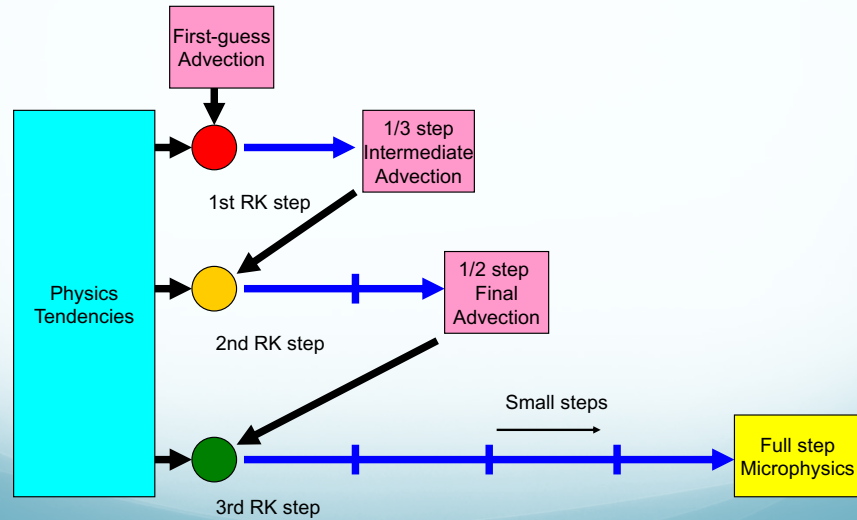 First-guess
Advection
1/3 step
Intermediate
Advection
1st RK step
Physics
Tendencies
1/2 step
Final
Advection
2nd RK step
Small steps
Full step
Microphysics
3rd RK step